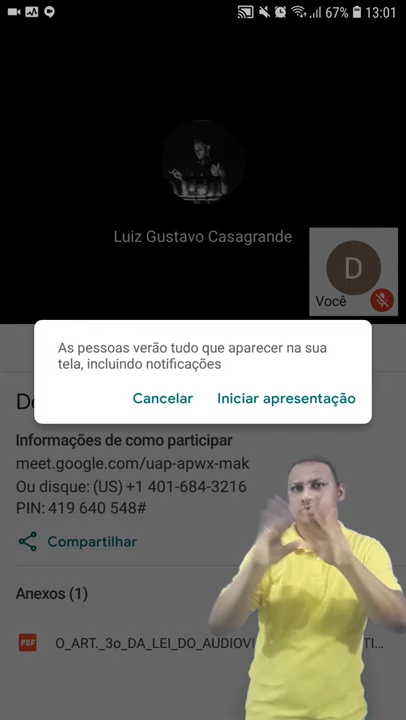 67% 13:01
Luiz Gustavo Casagrande
D
Você
As pessoas verão tudo que aparecer na sua
tela, incluindo notificações
Cancelar Iniciar apresentação
Informações de como participar
meet.google.com/uap-apwx-mak
Ou disque: (US) +1 401-684-3216
PIN: 419 640 548#
Compartilhar
Anexos (1)
PDF O_ART._3o_DA_LEI_DO_AUDIOVI